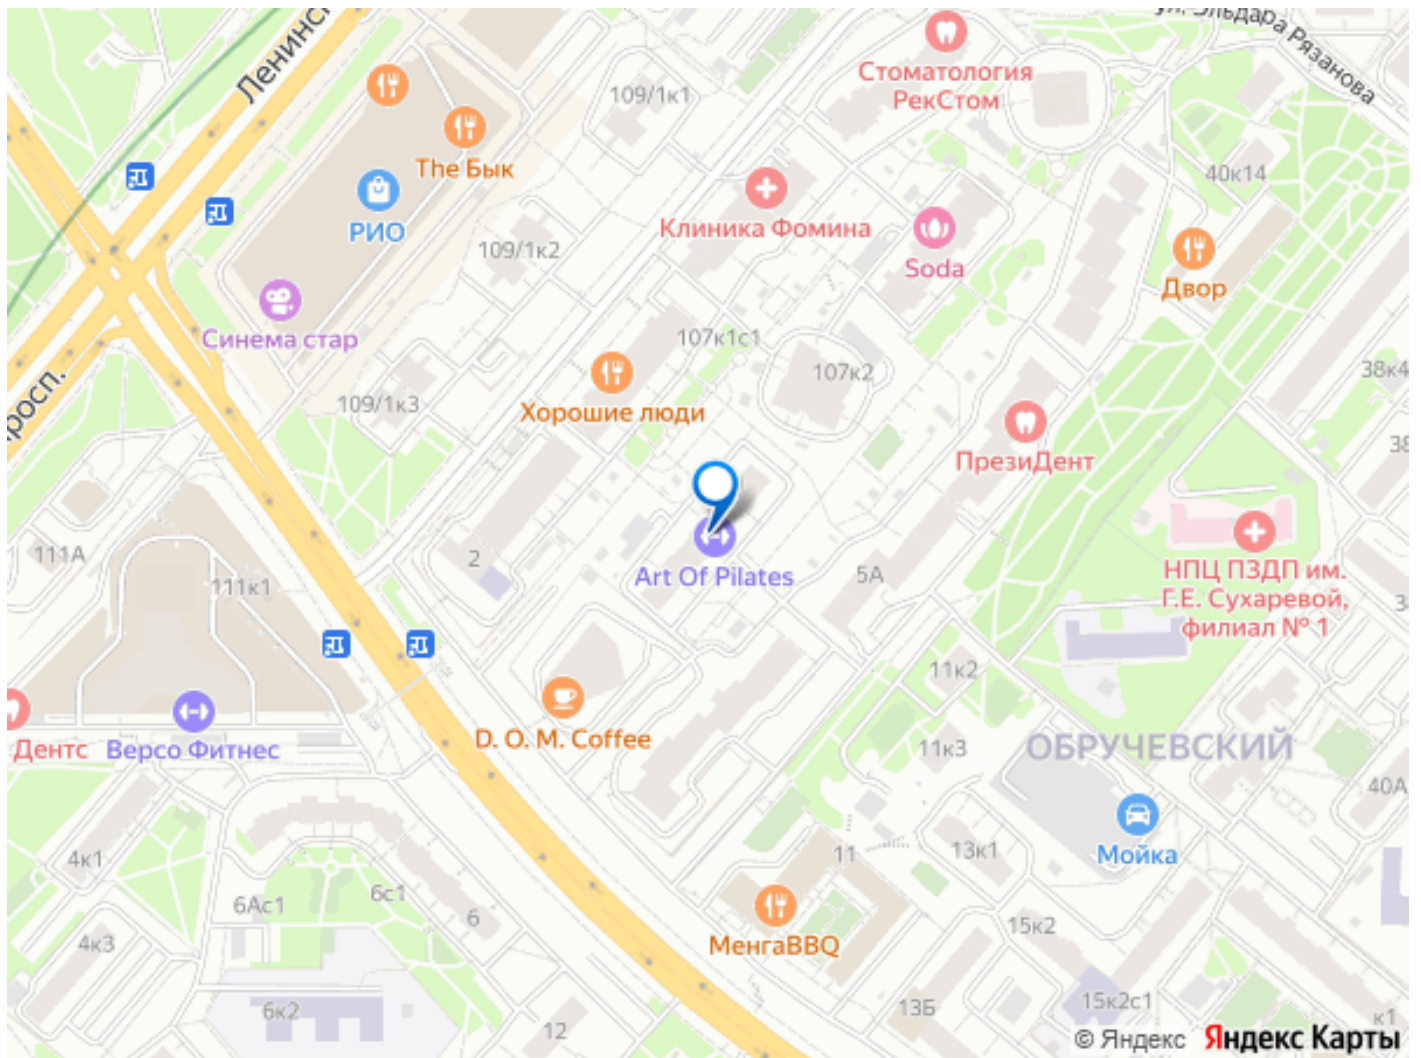 ул. Эльдара Рязанова
Ленинс
109/1к1
Стоматология
РекСтом
The Бык
40к14
РИО
Клиника Фомина
109/1к2
Soda
Двор
Синема стар
107к1с1
107к2
38к4
росп.
109/1к3
Хорошие люди
38
ПрезиДент
111А
2
Art Of Pilates
5А
НПЦ ПЗДП им.
Г.Е. Сухаревой,
филиал № 1
111к1
3
11к2
D. O. M. Coffee
11к3
ОБРУЧЕВСКИЙ
Дентс
Версо Фитнес
40А
Мойка
4к1
11
13к1
6с1
6Ас1
6
МенгаBBQ
15к2
4к3
6к2
12
13Б
15к2с1
к1
© Яндекс Яндекс Карты